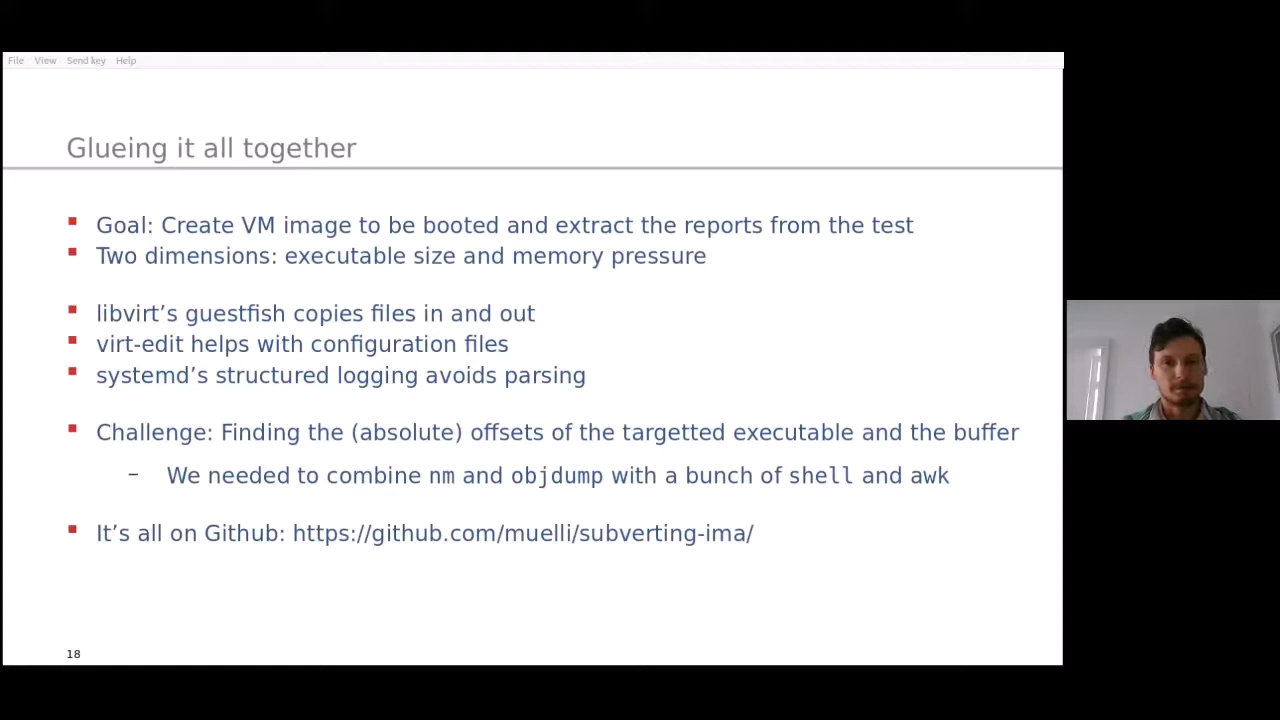 File View Send key Help
Glueing it all together
Goal: Create VM image to be booted and extract the reports from the test
Two dimensions: executable size and memory pressure
libvirt’s guestfish copies files in and out
virt-edit helps with configuration files
systemd’s structured logging avoids parsing
Challenge: Finding the (absolute) offsets of the targetted executable and the buffer
– We needed to combine nm and objdump with a bunch of shell and awk
It’s all on Github: https://github.com/muelli/subverting-ima/
18